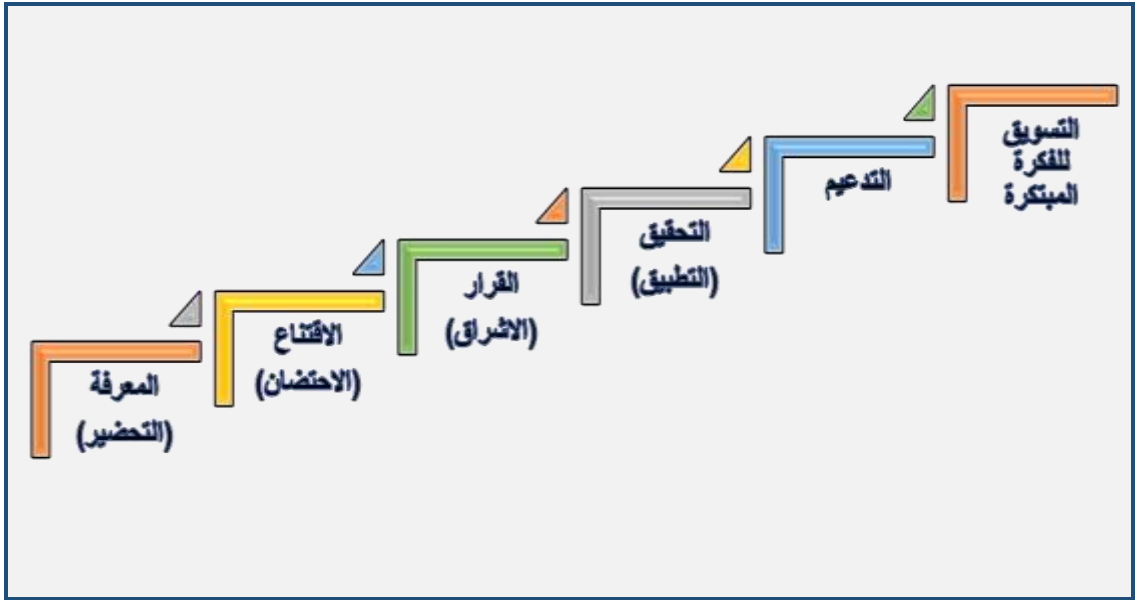 المعرفة
(التحضير)
الاقتناع
(الاحتضان)
القرار
(الاشراق)
التحقيق
(التطبيق)
التدعيم
التسويق
للفكرة
المبتكرة